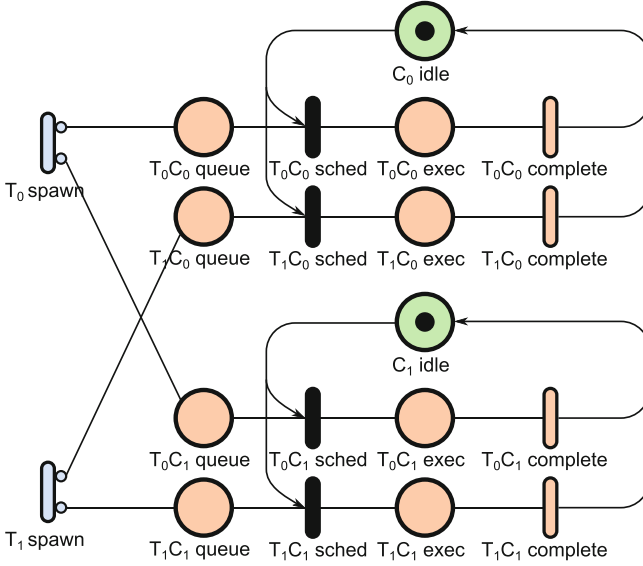 C₀ idle
T₀ spawn
T₀C₀ queue T₀C₀ sched T₀C₀ exec T₀C₀ complete
T₁C₀ queue T₁C₀ sched T₁C₀ exec T₁C₀ complete
C₁ idle
T₀C₁ queue T₀C₁ sched T₀C₁ exec T₀C₁ complete
T₁ spawn
T₁C₁ queue T₁C₁ sched T₁C₁ exec T₁C₁ complete